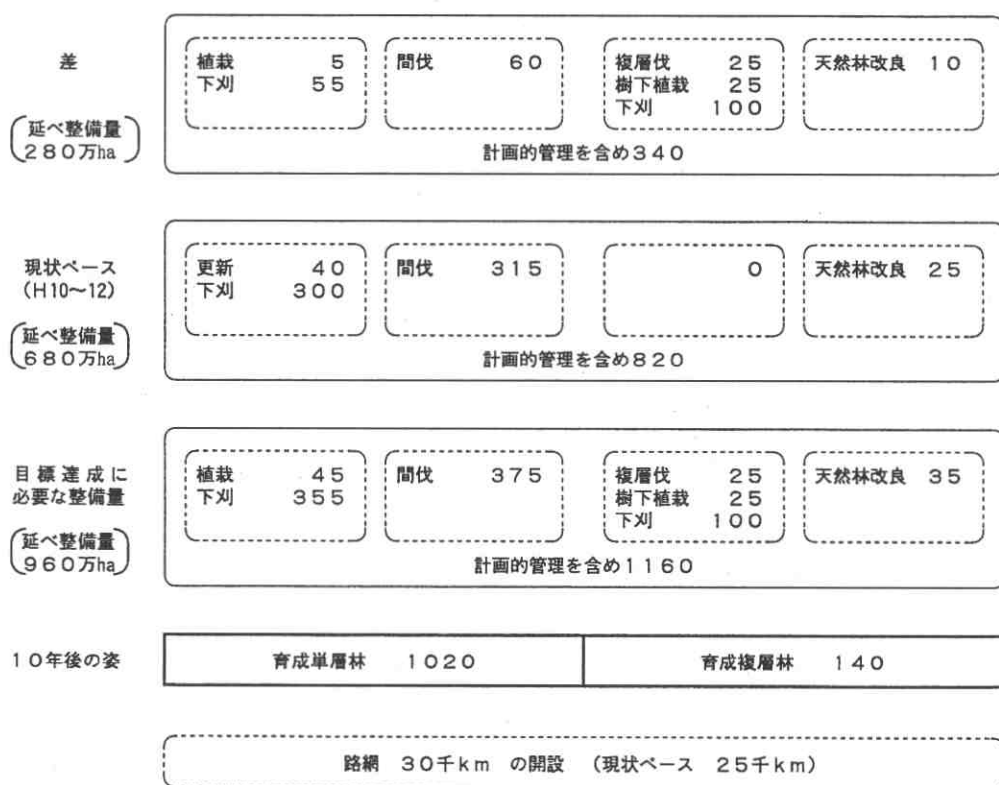 差
延べ整備量
280万ha
植栽 5
下刈 55
間伐 60
複層伐 25
樹下植栽 25
下刈 100
天然林改良 10
計画的管理を含め340
現状ペース
(H10~12)
延べ整備量
680万ha
更新 40
下刈 300
間伐 315
0
天然林改良 25
計画的管理を含め820
目標達成に
必要な整備量
延べ整備量
960万ha
植栽 45
下刈 355
間伐 375
複層伐 25
樹下植栽 25
下刈 100
天然林改良 35
計画的管理を含め1160
10年後の姿
育成単層林 1020
育成複層林 140
路網 30千km の開設 (現状ペース 25千km)